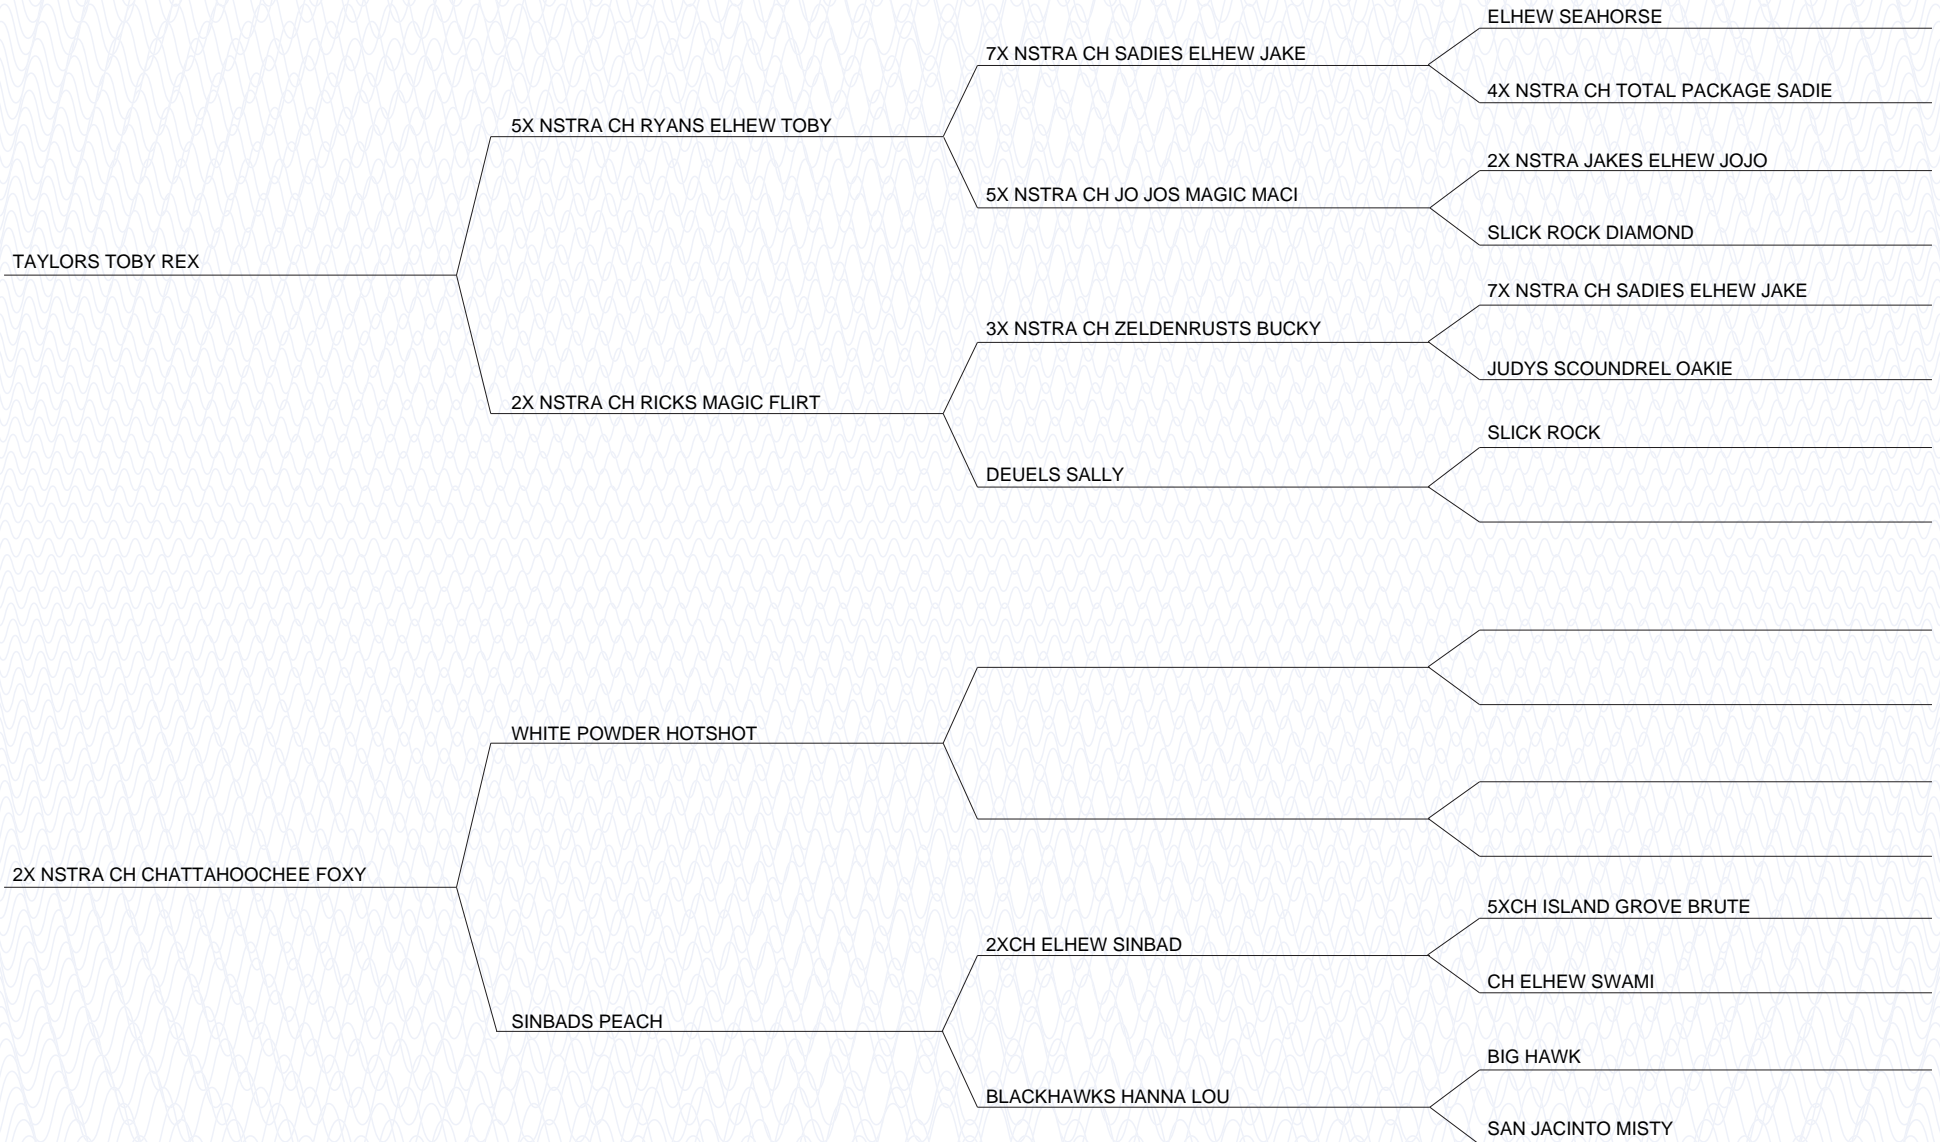 ELHEW SEAHORSE
7X NSTRA CH SADIES ELHEW JAKE
4X NSTRA CH TOTAL PACKAGE SADIE
5X NSTRA CH RYANS ELHEW TOBY
2X NSTRA JAKES ELHEW JOJO
5X NSTRA CH JO JOS MAGIC MACI
SLICK ROCK DIAMOND
TAYLORS TOBY REX
7X NSTRA CH SADIES ELHEW JAKE
3X NSTRA CH ZELDENRUSTS BUCKY
JUDYS SCOUNDREL OAKIE
2X NSTRA CH RICKS MAGIC FLIRT
SLICK ROCK
DEUELS SALLY
WHITE POWDER HOTSHOT
2X NSTRA CH CHATTAHOOCHEE FOXY
5XCH ISLAND GROVE BRUTE
2XCH ELHEW SINBAD
CH ELHEW SWAMI
SINBADS PEACH
BIG HAWK
BLACKHAWKS HANNA LOU
SAN JACINTO MISTY